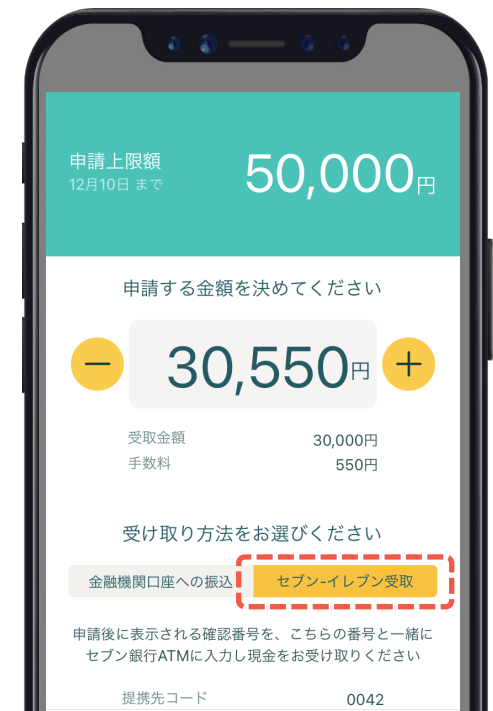 申請上限額
50,000円
12月10日 まで
申請する金額を決めてください
− 30,550円 +
受取金額 30,000円
手数料 550円
受け取り方法をお選びください
金融機関口座への振込 セブン-イレブン受取
申請後に表示される確認番号を、こちらの番号と一緒に
セブン銀行ATMに入力し現金をお受け取りください
提携先コード 0042